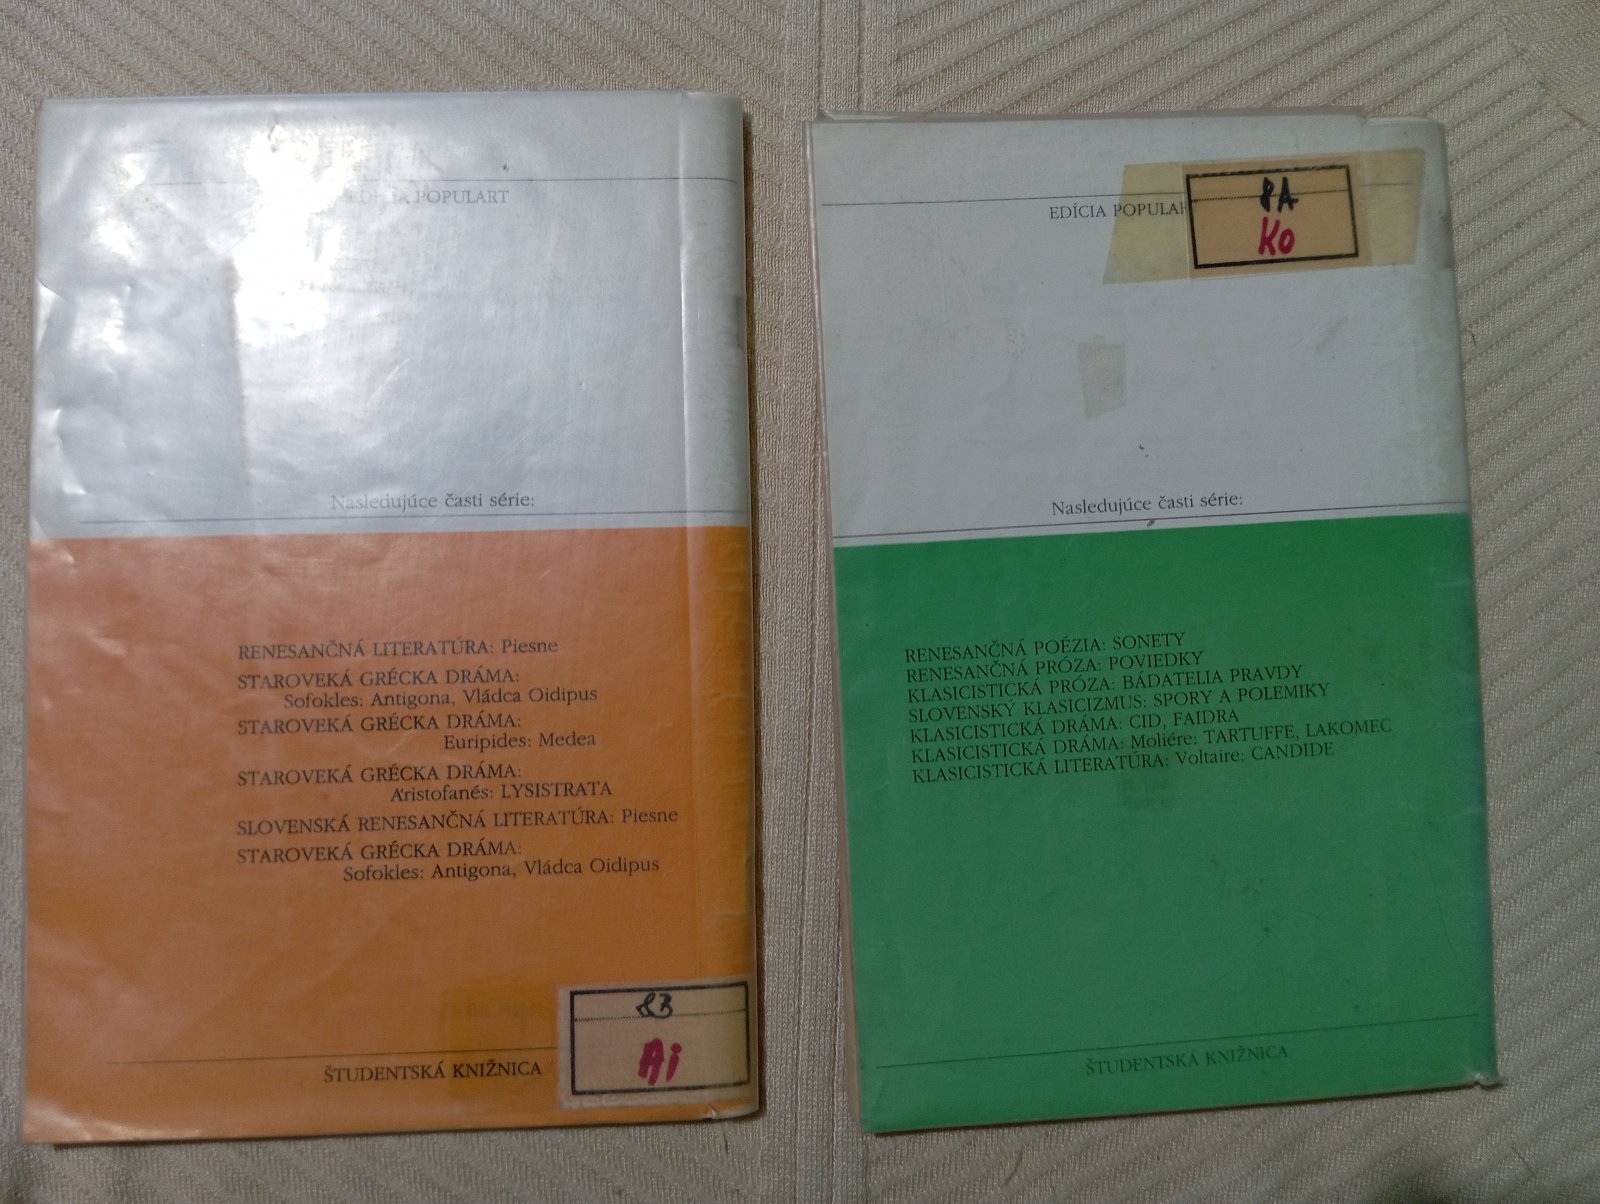 EDÍCIA POPULART
Nasledujúce časti série:
RENESANČNÁ LITERATÚRA: Piesne
STAROVEKÁ GRÉCKA DRÁMA:
Sofokles: Antigona, Vládca Oidipus
STAROVEKÁ GRÉCKA DRÁMA:
Euripides: Medea
STAROVEKÁ GRÉCKA DRÁMA:
Aristofanés: LYSISTRATA
SLOVENSKÁ RENESANČNÁ LITERATÚRA: Piesne
STAROVEKÁ GRÉCKA DRÁMA:
Sofokles: Antigona, Vládca Oidipus
83
Ai
ŠTUDENTSKÁ KNIŽNICA
8A
Ko
EDÍCIA POPULAR
Nasledujúce časti série:
RENESANČNÁ POÉZIA: SONETY
RENESANČNÁ PRÓZA: POVIEDKY
KLASICISTICKÁ PRÓZA: BÁDATELIA PRAVDY
SLOVENSKÝ KLASICIZMUS: SPORY A POLEMIKY
KLASICISTICKÁ DRÁMA: CID, FAIDRA
KLASICISTICKÁ DRÁMA: Moliére: TARTUFFE, LAKOMEC
KLASICISTICKÁ LITERATÚRA: Voltaire: CANDIDE
ŠTUDENTSKÁ KNIŽNICA